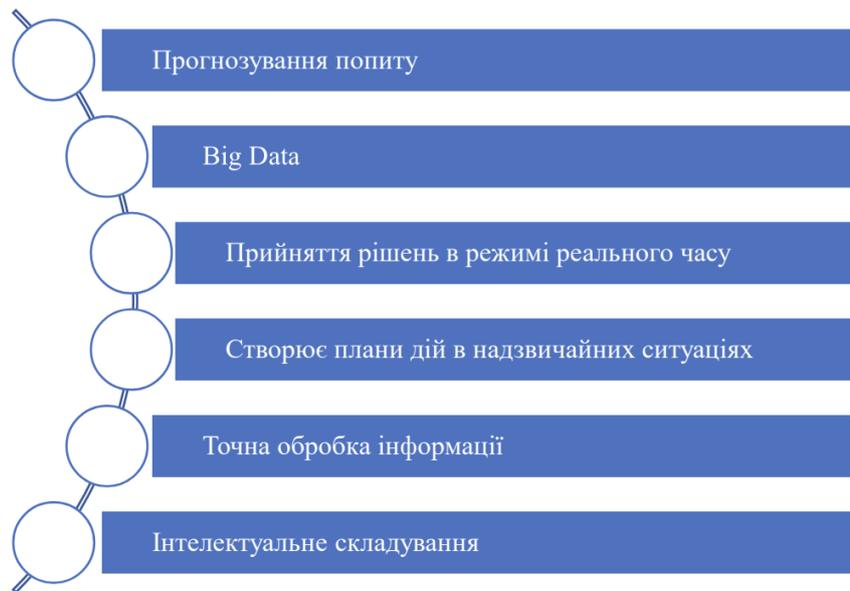 Прогнозування попиту
Big Data
Прийняття рішень в режимі реального часу
Створює плани дій в надзвичайних ситуаціях
Точна обробка інформації
Інтелектуальне складування